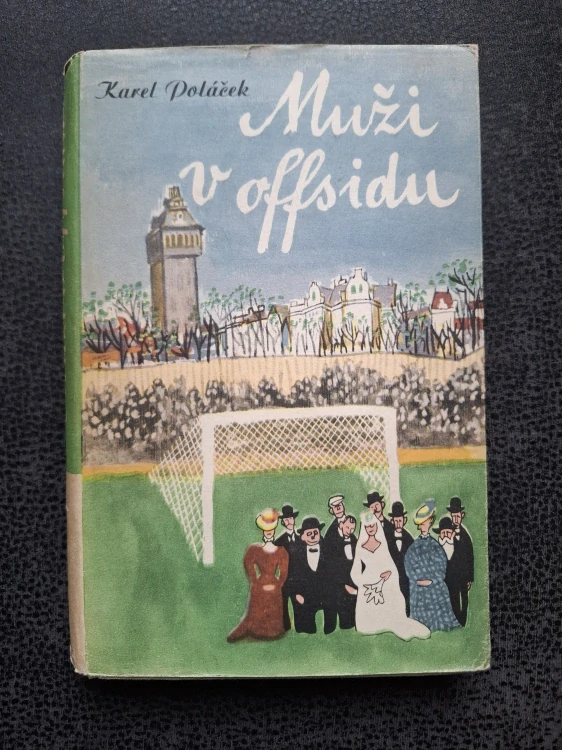 Karel Poláček
Muži
v offsidu